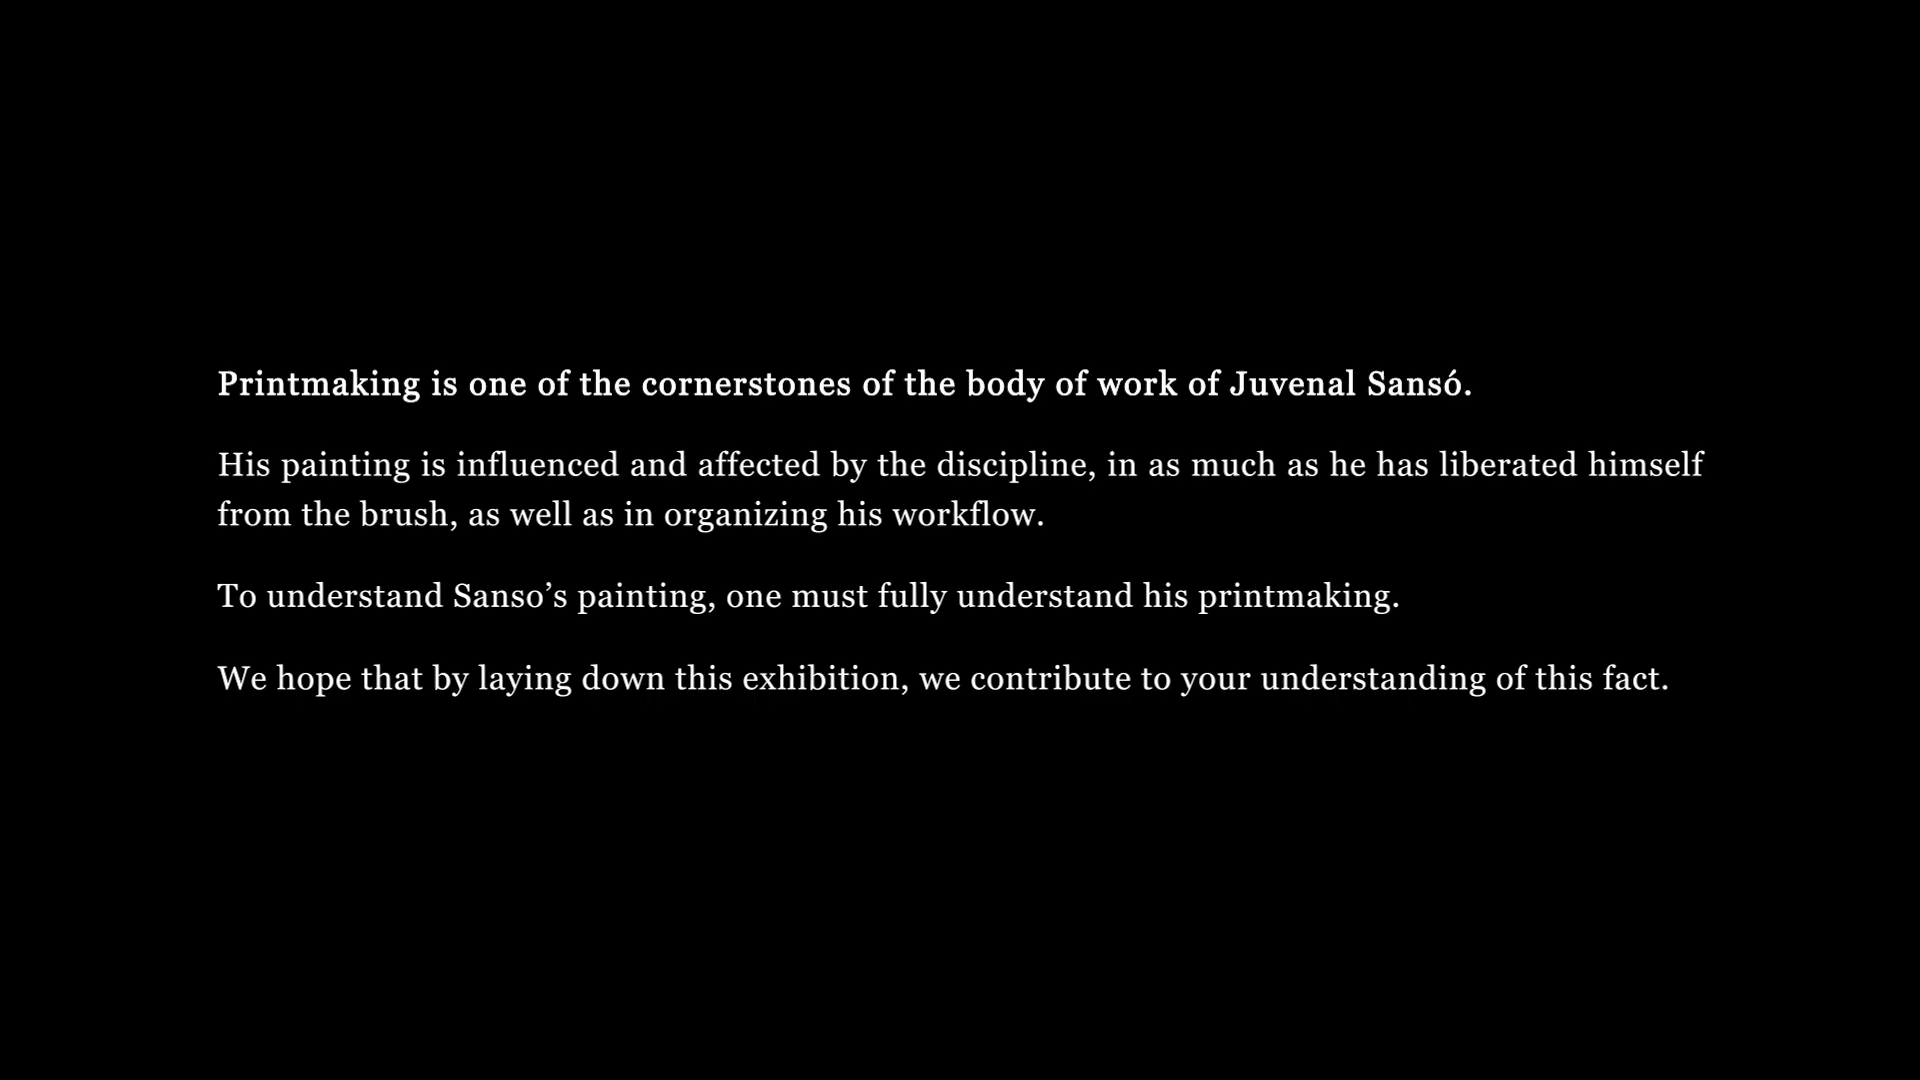 Printmaking is one of the cornerstones of the body of work of Juvenal Sansó.
His painting is influenced and affected by the discipline, in as much as he has liberated himself
from the brush, as well as in organizing his workflow.
To understand Sanso’s painting, one must fully understand his printmaking.
We hope that by laying down this exhibition, we contribute to your understanding of this fact.